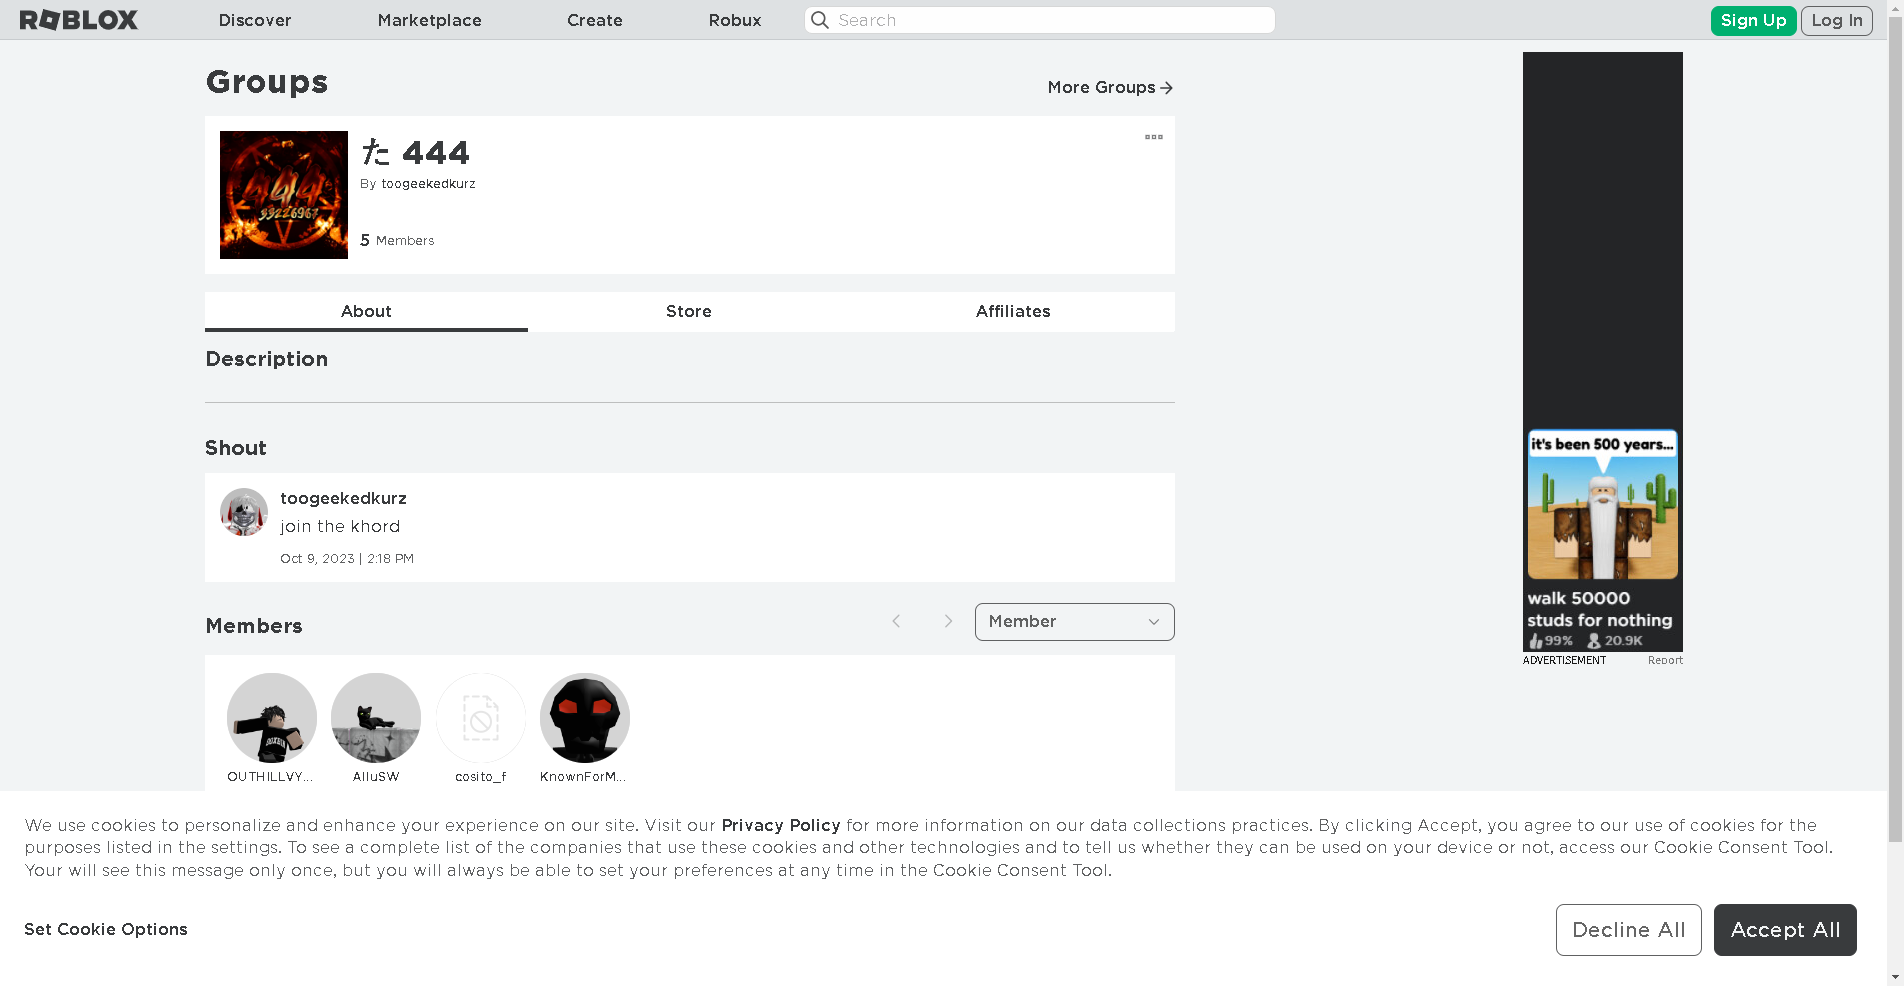 ROBLOX
Discover
Marketplace
Create
Robux
Search
Sign Up
Log In
Groups
More Groups
た 444
By toogeekedkurz
5 Members
444
33226967
About
Store
Affiliates
Description
Shout
toogeekedkurz
join the khord
Oct 9, 2023 | 2:18 PM
Members
Member
OUTHILLVY...
AlluSW
cosito_f
KnownForM...
it's been 500 years...
walk 50000
studs for nothing
99% 20.9K
ADVERTISEMENT
Report
We use cookies to personalize and enhance your experience on our site. Visit our Privacy Policy for more information on our data collections practices. By clicking Accept, you agree to our use of cookies for the
purposes listed in the settings. To see a complete list of the companies that use these cookies and other technologies and to tell us whether they can be used on your device or not, access our Cookie Consent Tool.
Your will see this message only once, but you will always be able to set your preferences at any time in the Cookie Consent Tool.
Set Cookie Options
Decline All
Accept All